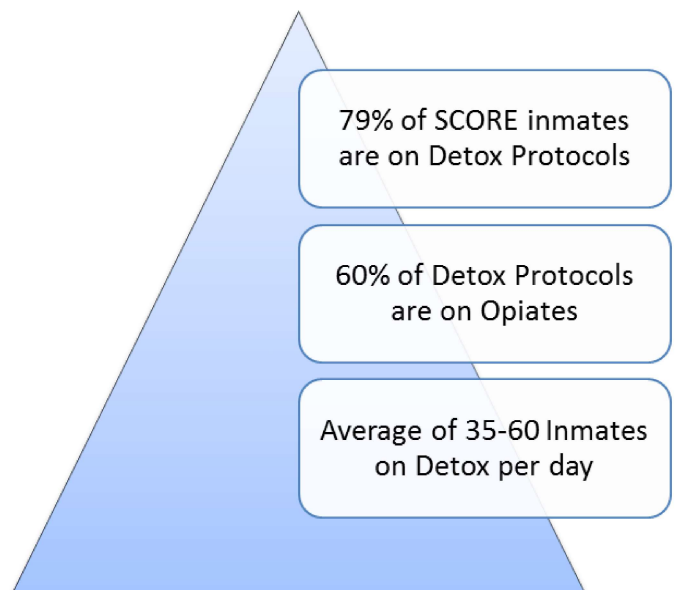 79% of SCORE inmates
are on Detox Protocols
60% of Detox Protocols
are on Opiates
Average of 35-60 Inmates
on Detox per day